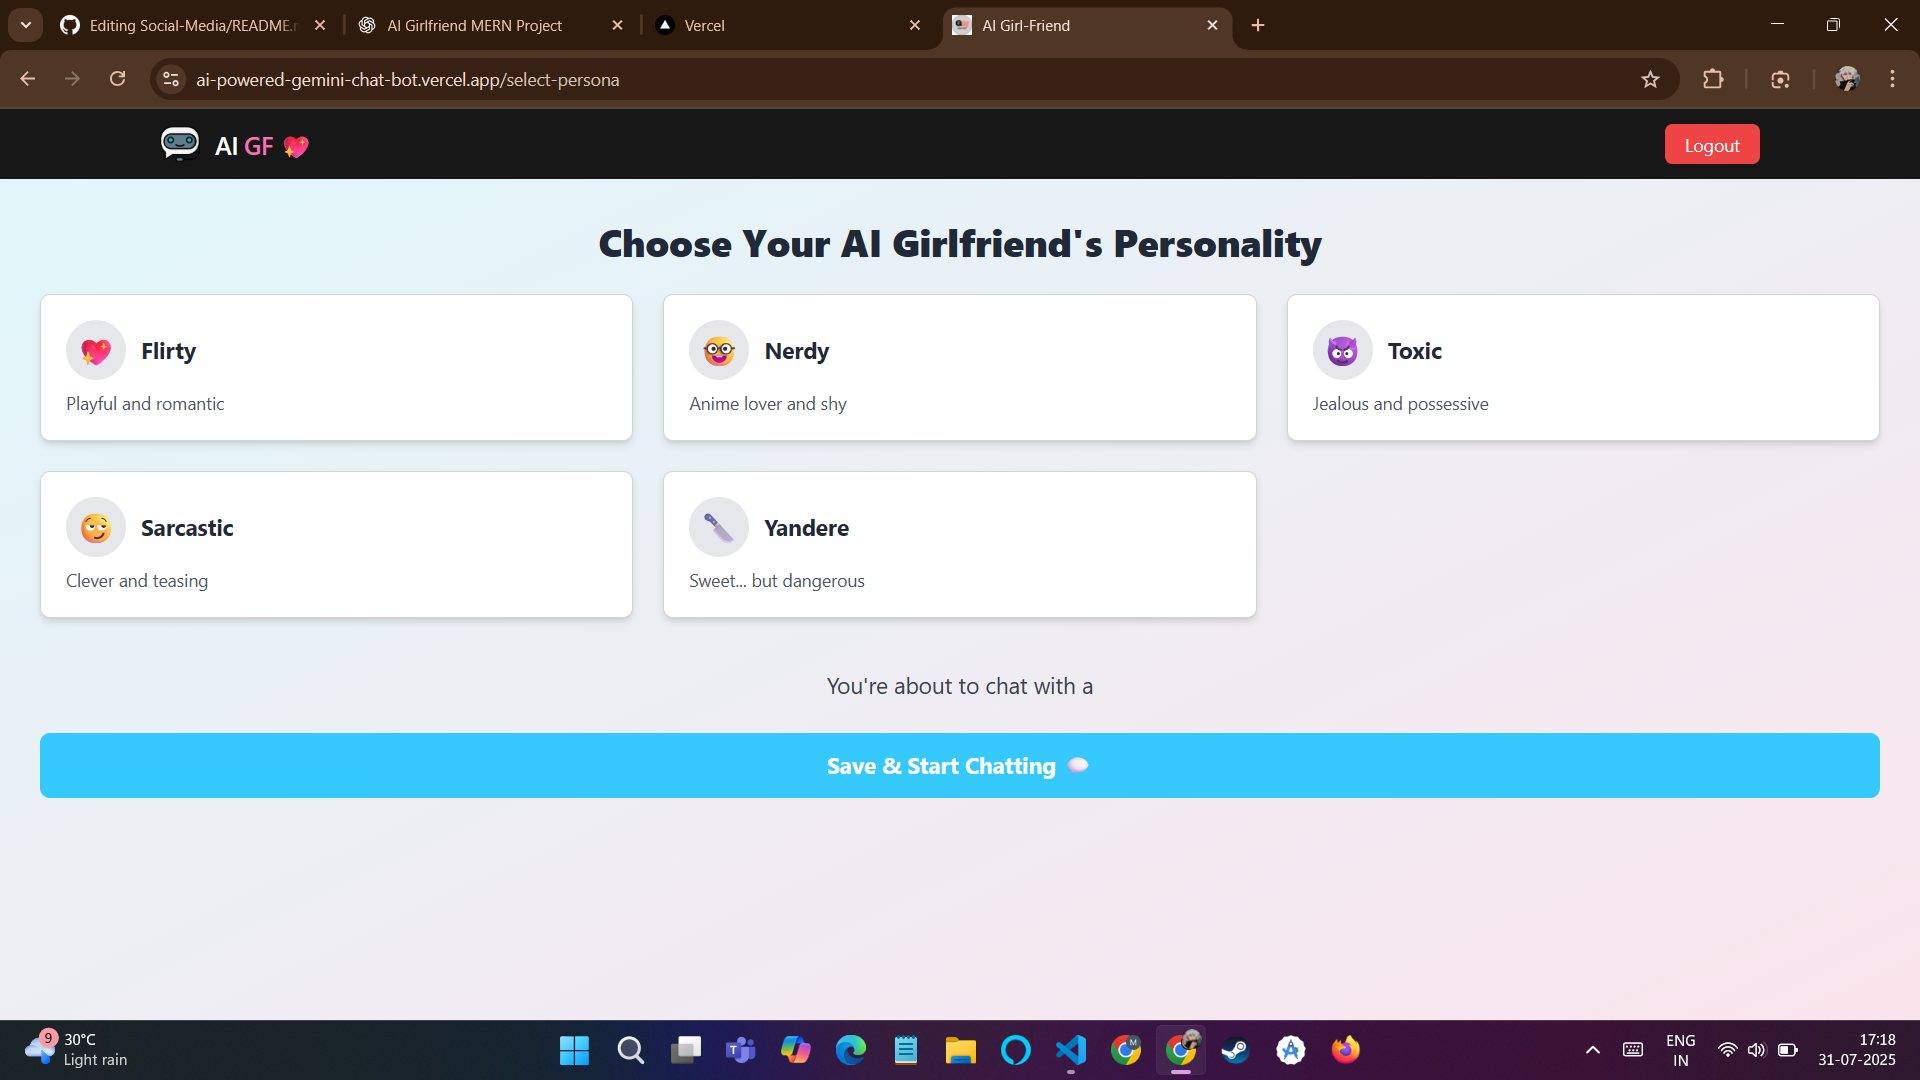 Editing Social-Media/README.m
AI Girlfriend MERN Project
Vercel
AI Girl-Friend
ai-powered-gemini-chat-bot.vercel.app/select-persona
AI GF 💖
Logout
Choose Your AI Girlfriend's Personality
💖 Flirty
Playful and romantic
🤓 Nerdy
Anime lover and shy
😈 Toxic
Jealous and possessive
😏 Sarcastic
Clever and teasing
🔪 Yandere
Sweet... but dangerous
You're about to chat with a
Save & Start Chatting 💬
9
30°C
Light rain
T
M
ENG
IN
17:18
31-07-2025